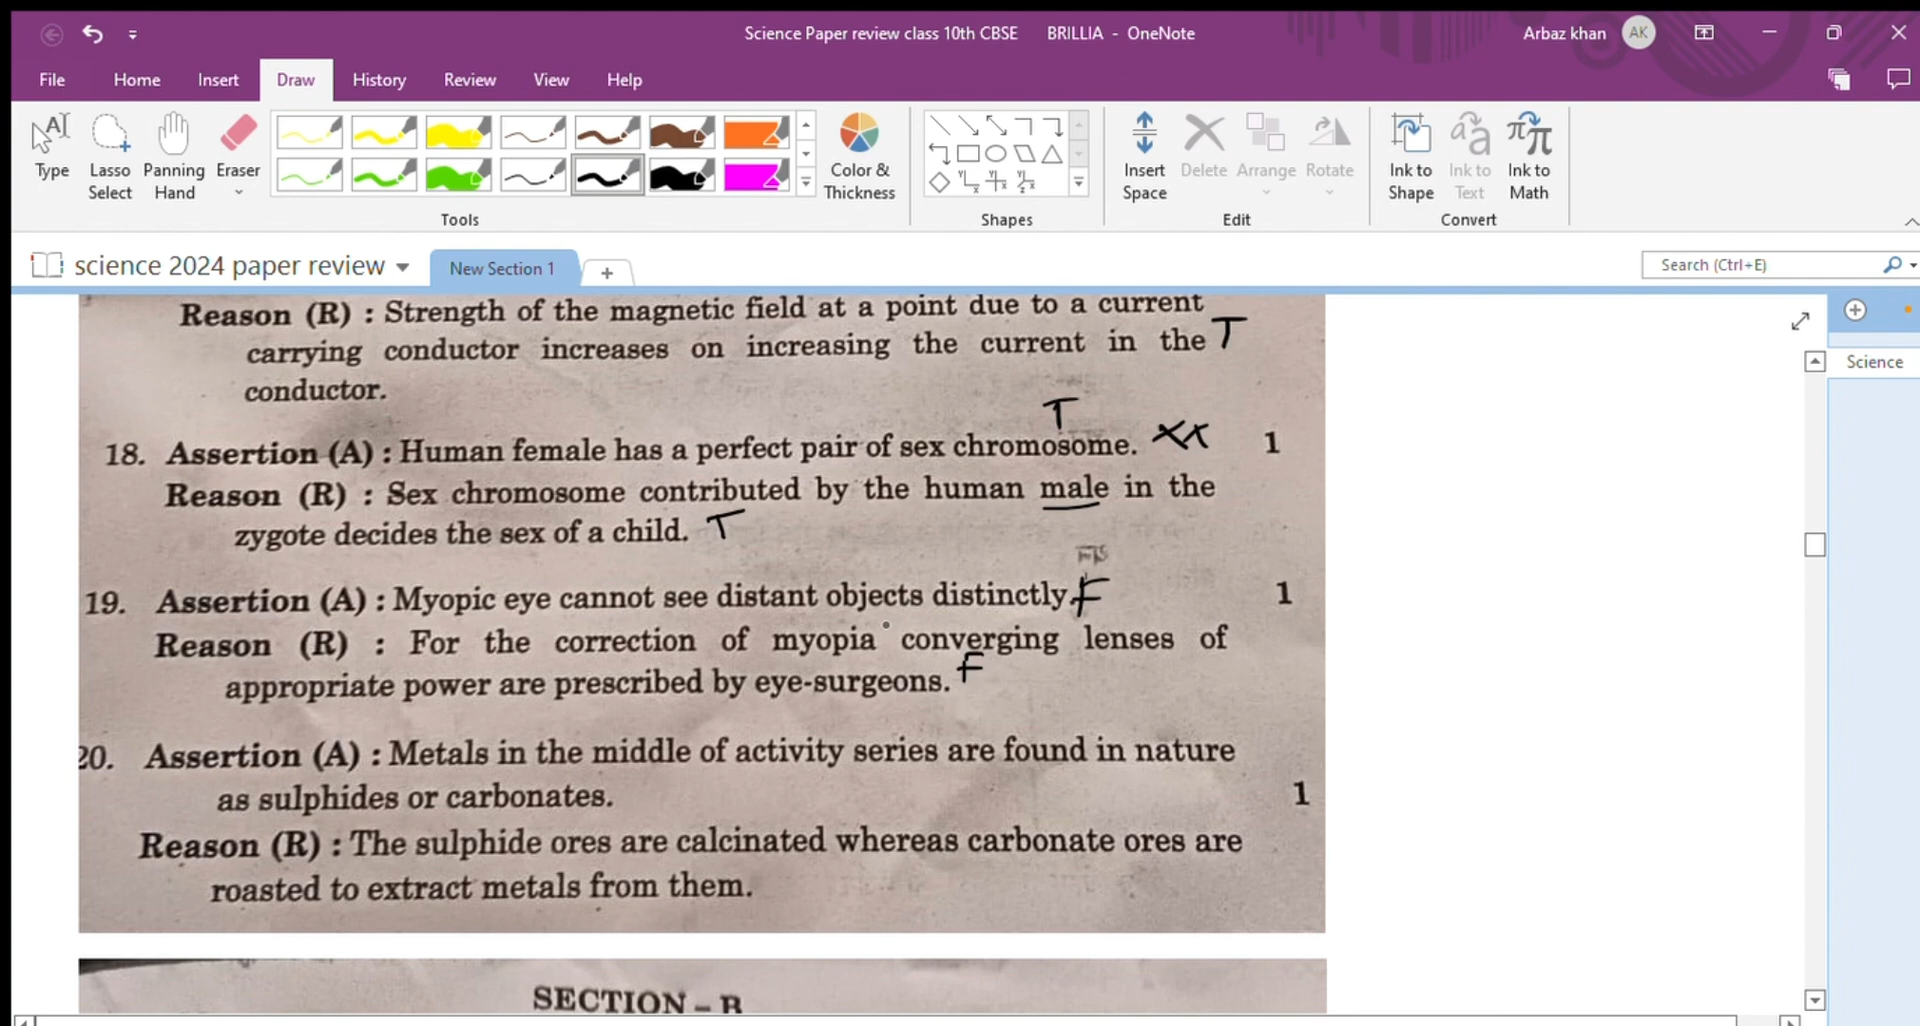 Science Paper review class 10th CBSE BRILLIA - OneNote
Arbaz khan AK
File Home Insert Draw History Review View Help
Type Lasso Select Panning Hand Eraser Color & Thickness Insert Space Delete Arrange Rotate Ink to Shape Ink to Text Ink to Math
Tools Shapes Edit Convert
science 2024 paper review New Section 1 + Search (Ctrl+E)
Science
Reason (R) : Strength of the magnetic field at a point due to a current
carrying conductor increases on increasing the current in the T
conductor.
T
18. Assertion (A) : Human female has a perfect pair of sex chromosome. XX 1
Reason (R) : Sex chromosome contributed by the human male in the
zygote decides the sex of a child. T
19. Assertion (A) : Myopic eye cannot see distant objects distinctly. F 1
Reason (R) : For the correction of myopia converging lenses of
appropriate power are prescribed by eye-surgeons. F
20. Assertion (A) : Metals in the middle of activity series are found in nature
as sulphides or carbonates. 1
Reason (R) : The sulphide ores are calcinated whereas carbonate ores are
roasted to extract metals from them.
SECTION – B